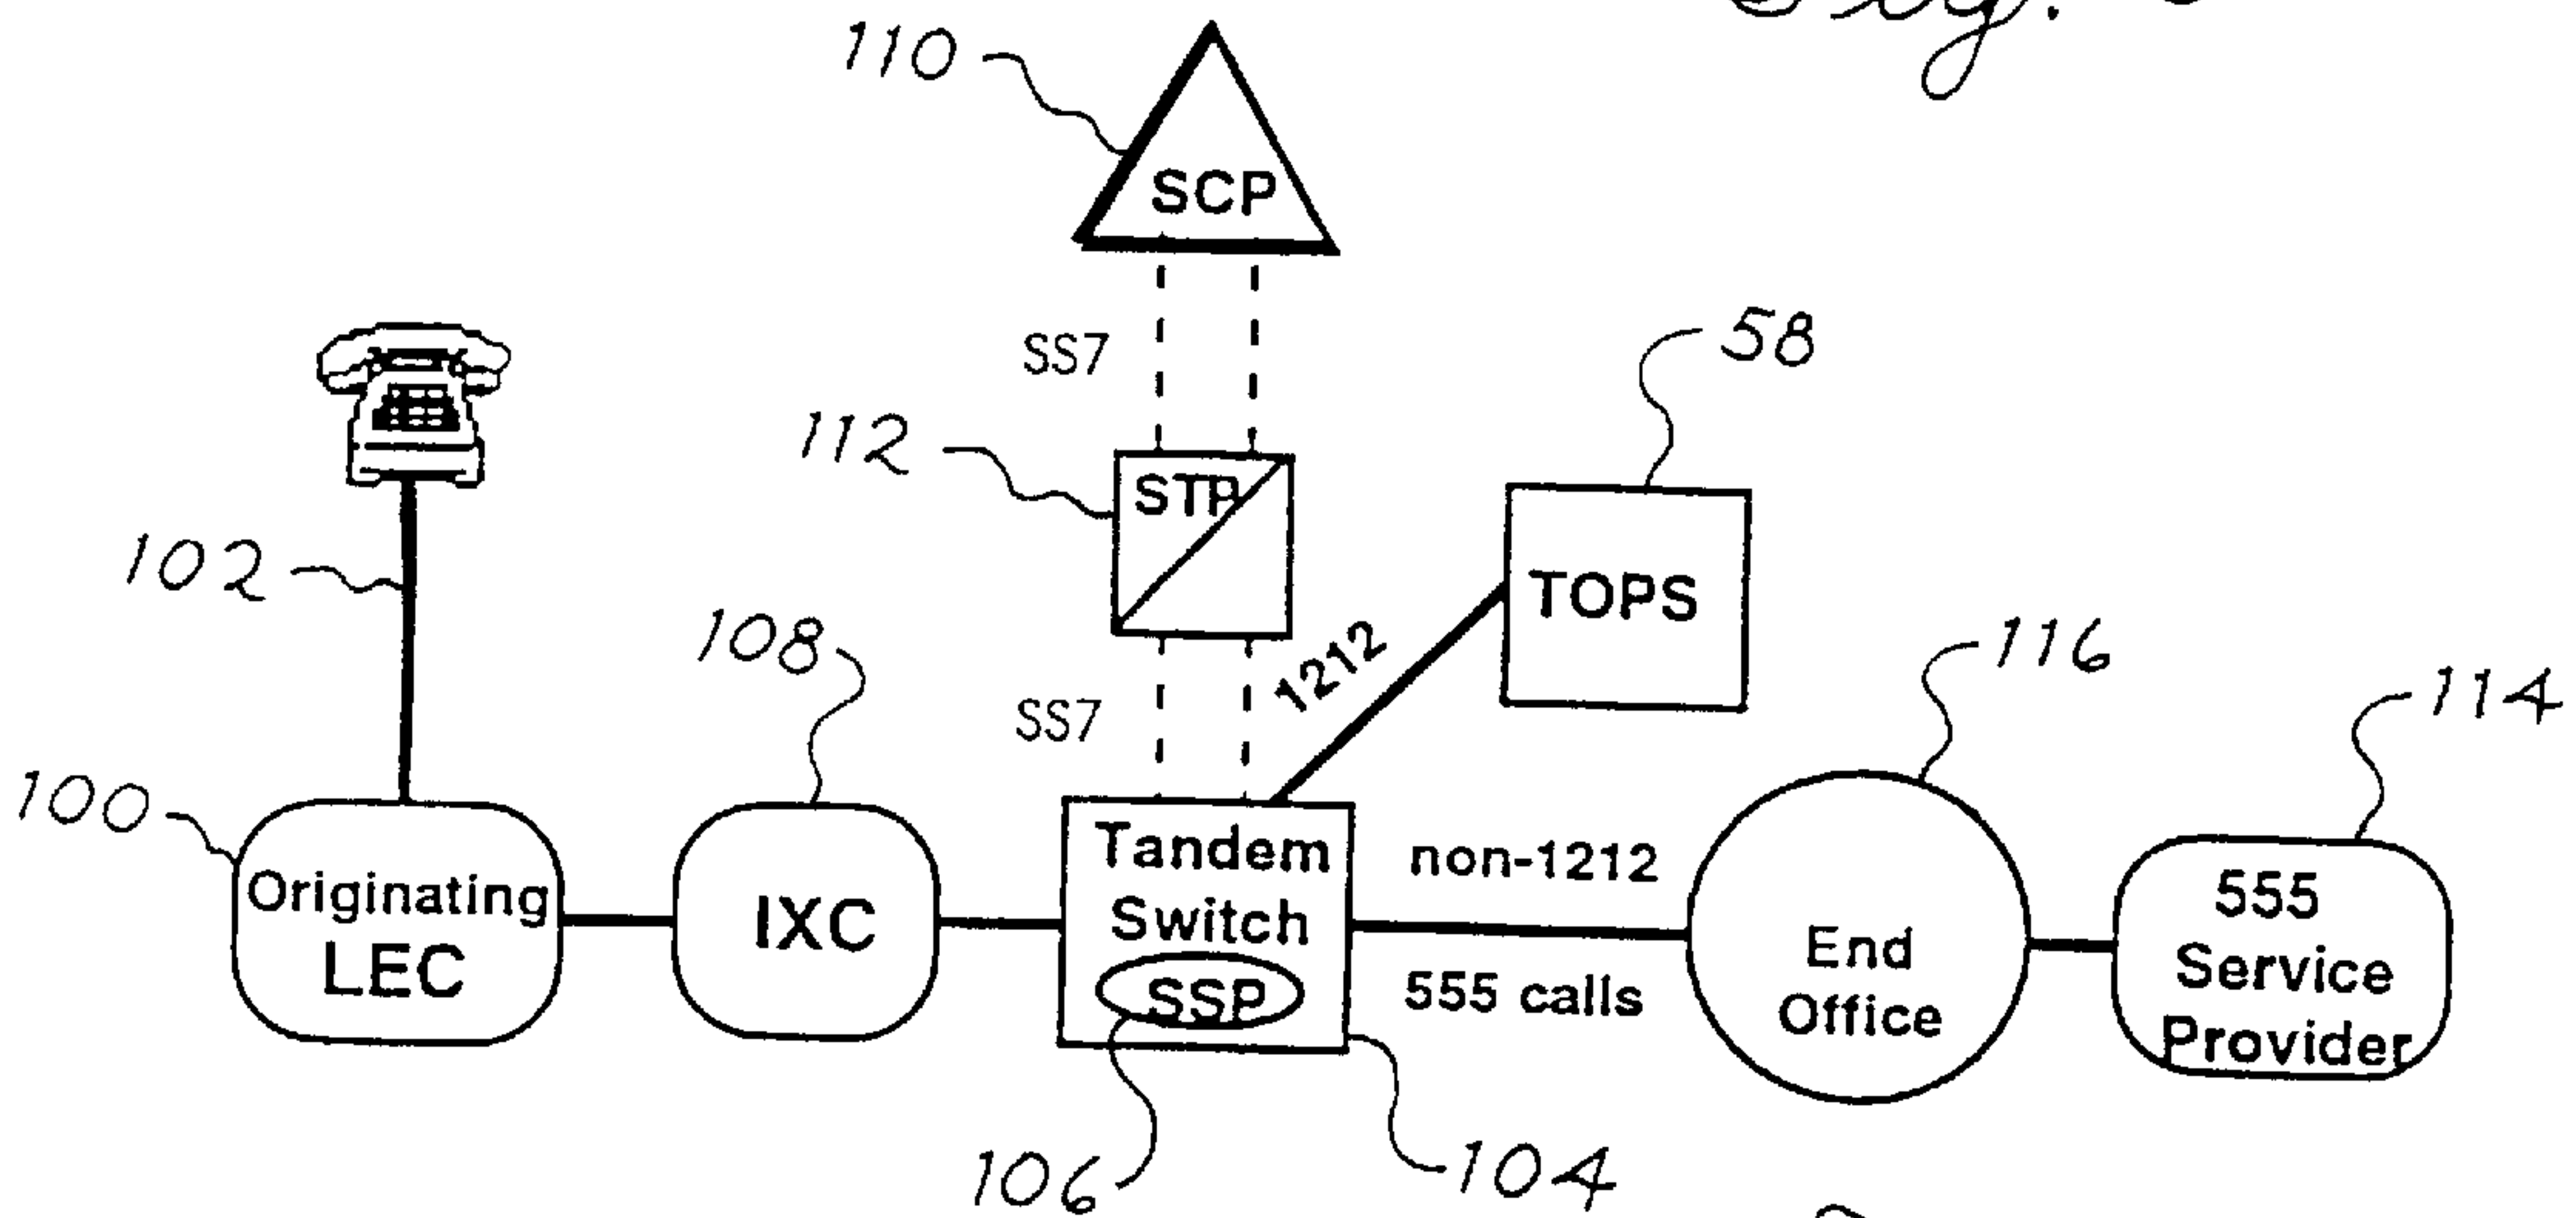 Fig.
110
SCP
SS7
58
112
STP
TOPS
102
108
1212
116
SS7
114
100
Originating
LEC
IXC
Tandem
Switch
SSP
non-1212
555 calls
End
Office
555
Service
Provider
106
104